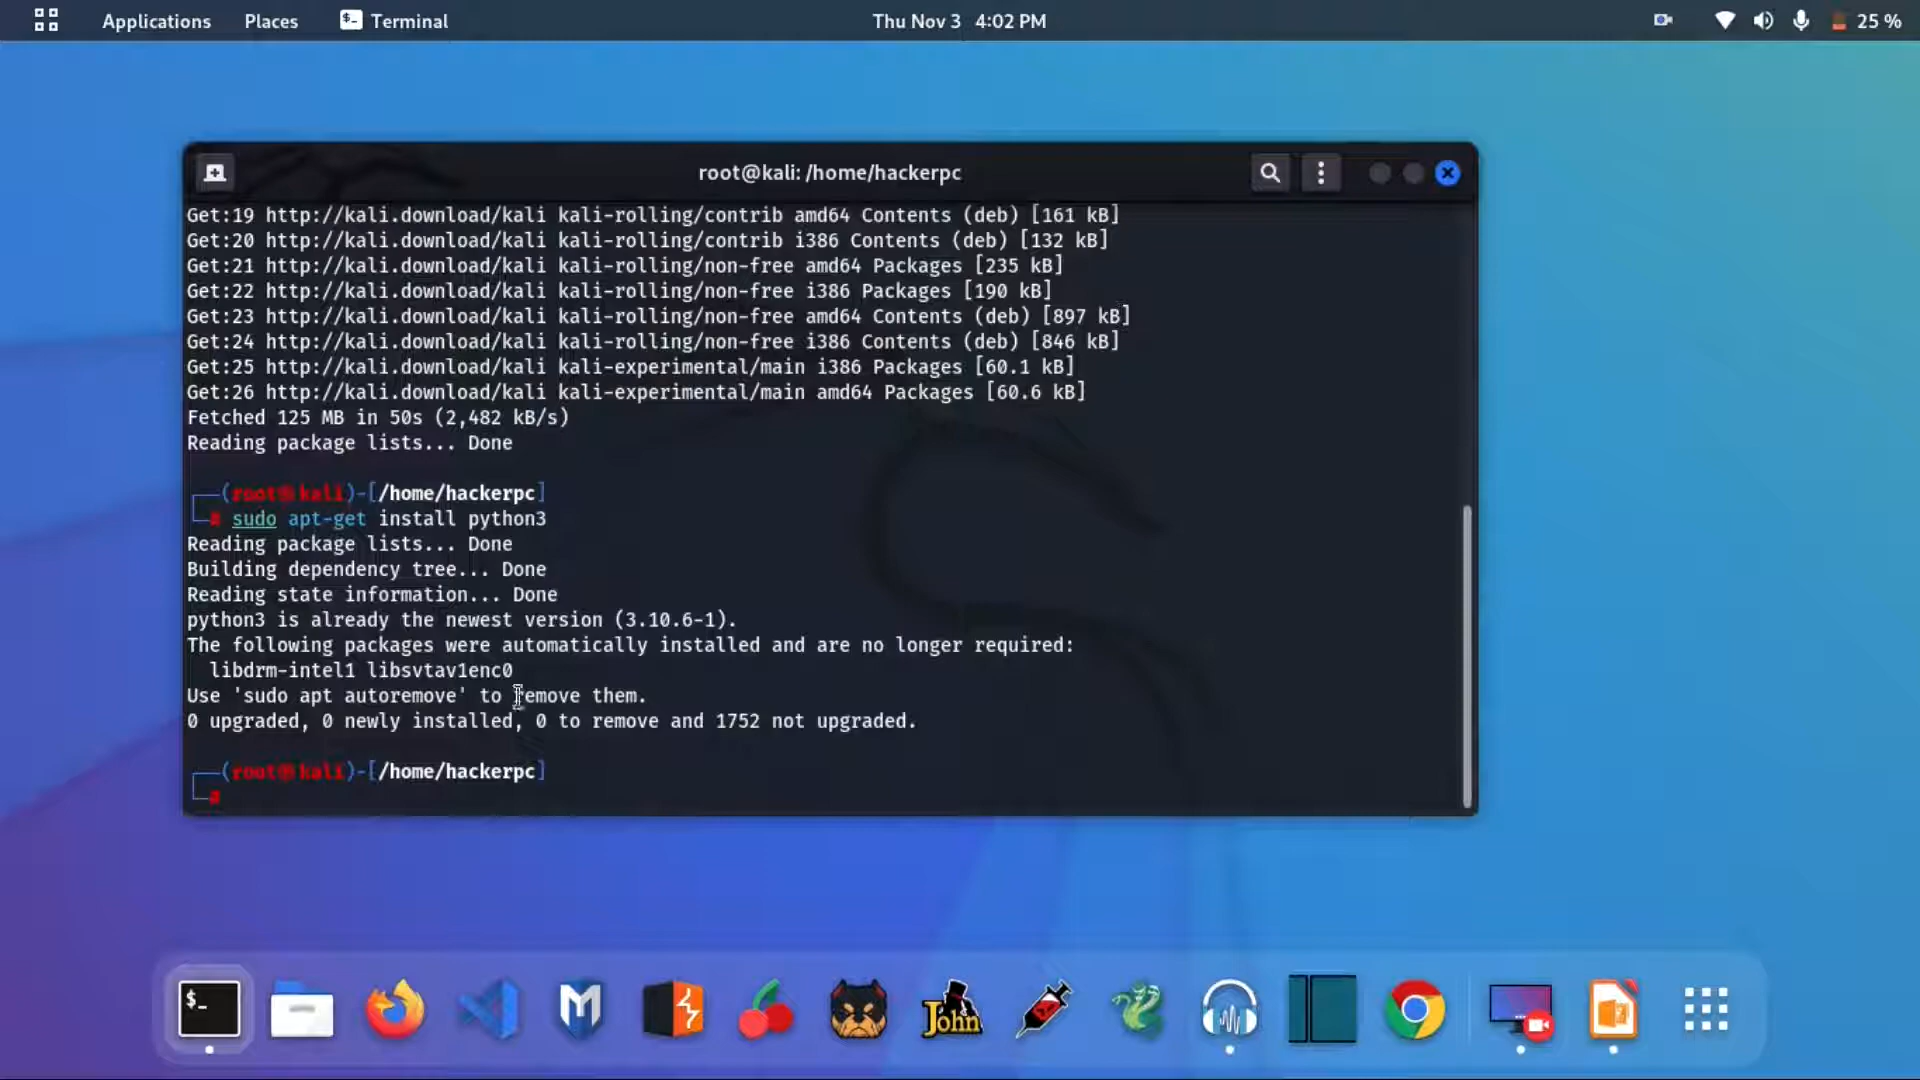 Applications Places Terminal Thu Nov 3 4:02 PM 25 %
root@kali: /home/hackerpc
Get:19 http://kali.download/kali kali-rolling/contrib amd64 Contents (deb) [161 kB]
Get:20 http://kali.download/kali kali-rolling/contrib i386 Contents (deb) [132 kB]
Get:21 http://kali.download/kali kali-rolling/non-free amd64 Packages [235 kB]
Get:22 http://kali.download/kali kali-rolling/non-free i386 Packages [190 kB]
Get:23 http://kali.download/kali kali-rolling/non-free amd64 Contents (deb) [897 kB]
Get:24 http://kali.download/kali kali-rolling/non-free i386 Contents (deb) [846 kB]
Get:25 http://kali.download/kali kali-experimental/main i386 Packages [60.1 kB]
Get:26 http://kali.download/kali kali-experimental/main amd64 Packages [60.6 kB]
Fetched 125 MB in 50s (2,482 kB/s)
Reading package lists... Done
┌──(root㉿kali)-[/home/hackerpc]
└─# sudo apt-get install python3
Reading package lists... Done
Building dependency tree... Done
Reading state information... Done
python3 is already the newest version (3.10.6-1).
The following packages were automatically installed and are no longer required:
libdrm-intel1 libsvtav1enc0
Use 'sudo apt autoremove' to remove them.
0 upgraded, 0 newly installed, 0 to remove and 1752 not upgraded.
┌──(root㉿kali)-[/home/hackerpc]
└─#
$_
John